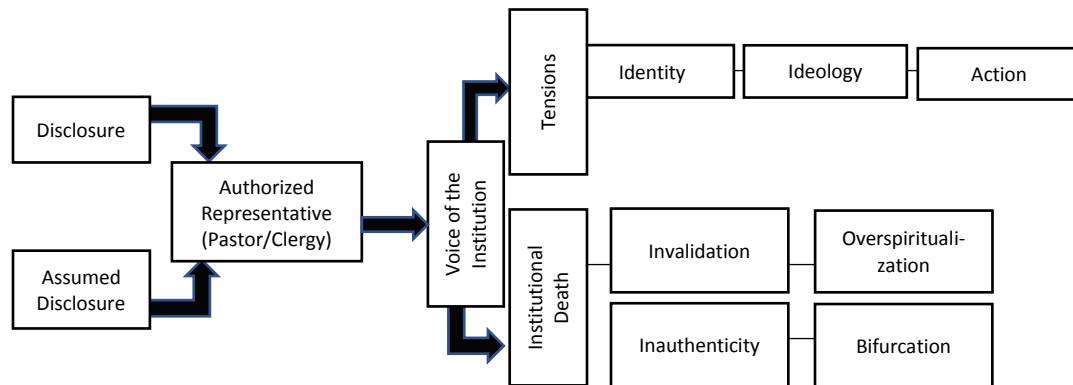 Disclosure
Assumed
Disclosure
Authorized
Representative
(Pastor/Clergy)
Voice of the
Institution
Tensions
Identity
Ideology
Action
Institutional
Death
Invalidation
Overspirituali-
zation
Inauthenticity
Bifurcation